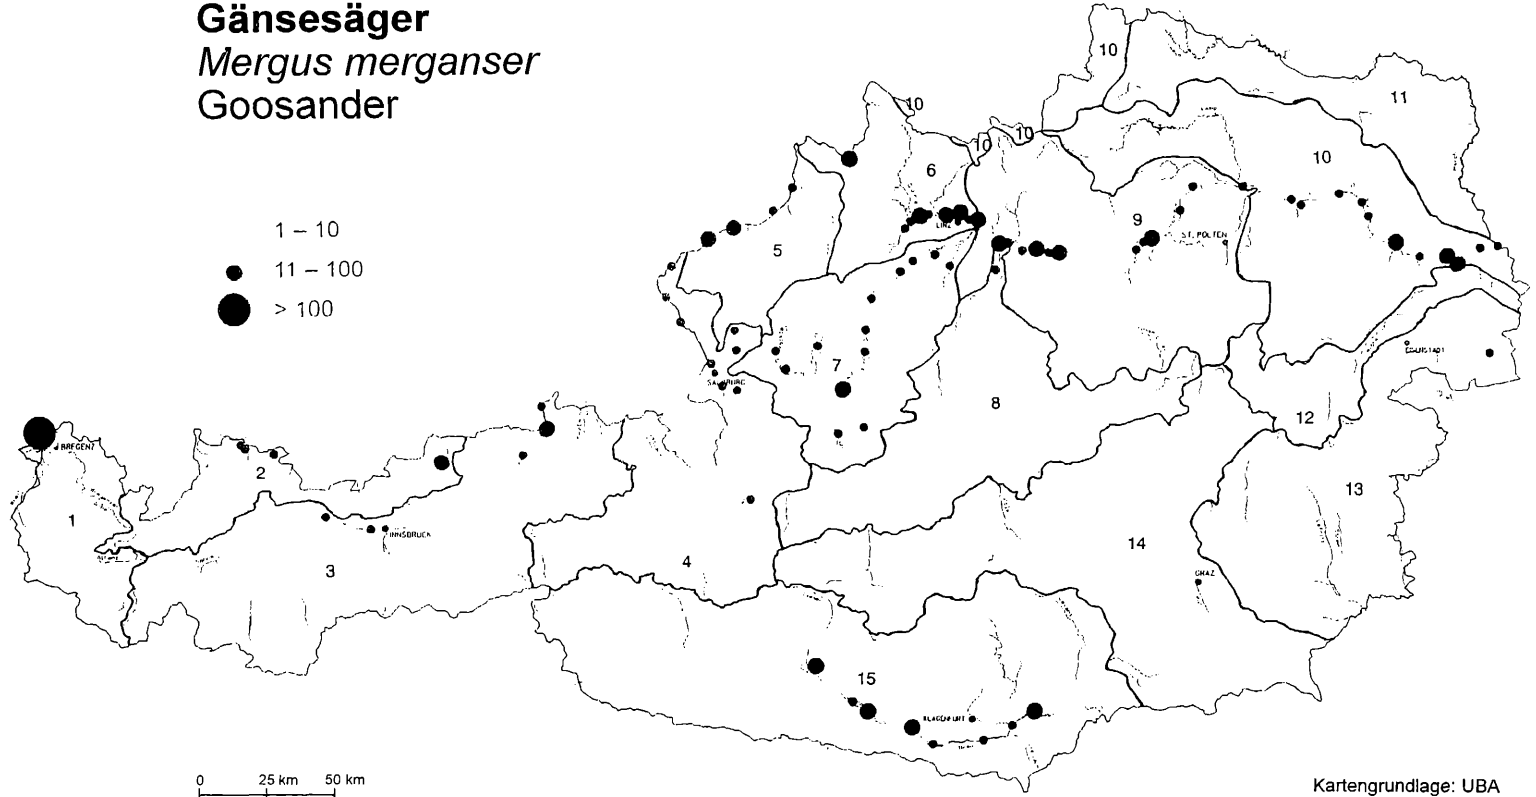 Gänsesäger
Mergus merganser
Goosander
1 – 10
11 – 100
> 100
10
11
10
10
10
10
6
LINZ
9
ST. PÖLTEN
5
7
SALZBURG
EISENSTADT
8
12
BREGENZ
2
13
1
INNSBRUCK
3
4
14
GRAZ
15
KLAGENFURT
0 25 km 50 km
Kartengrundlage: UBA